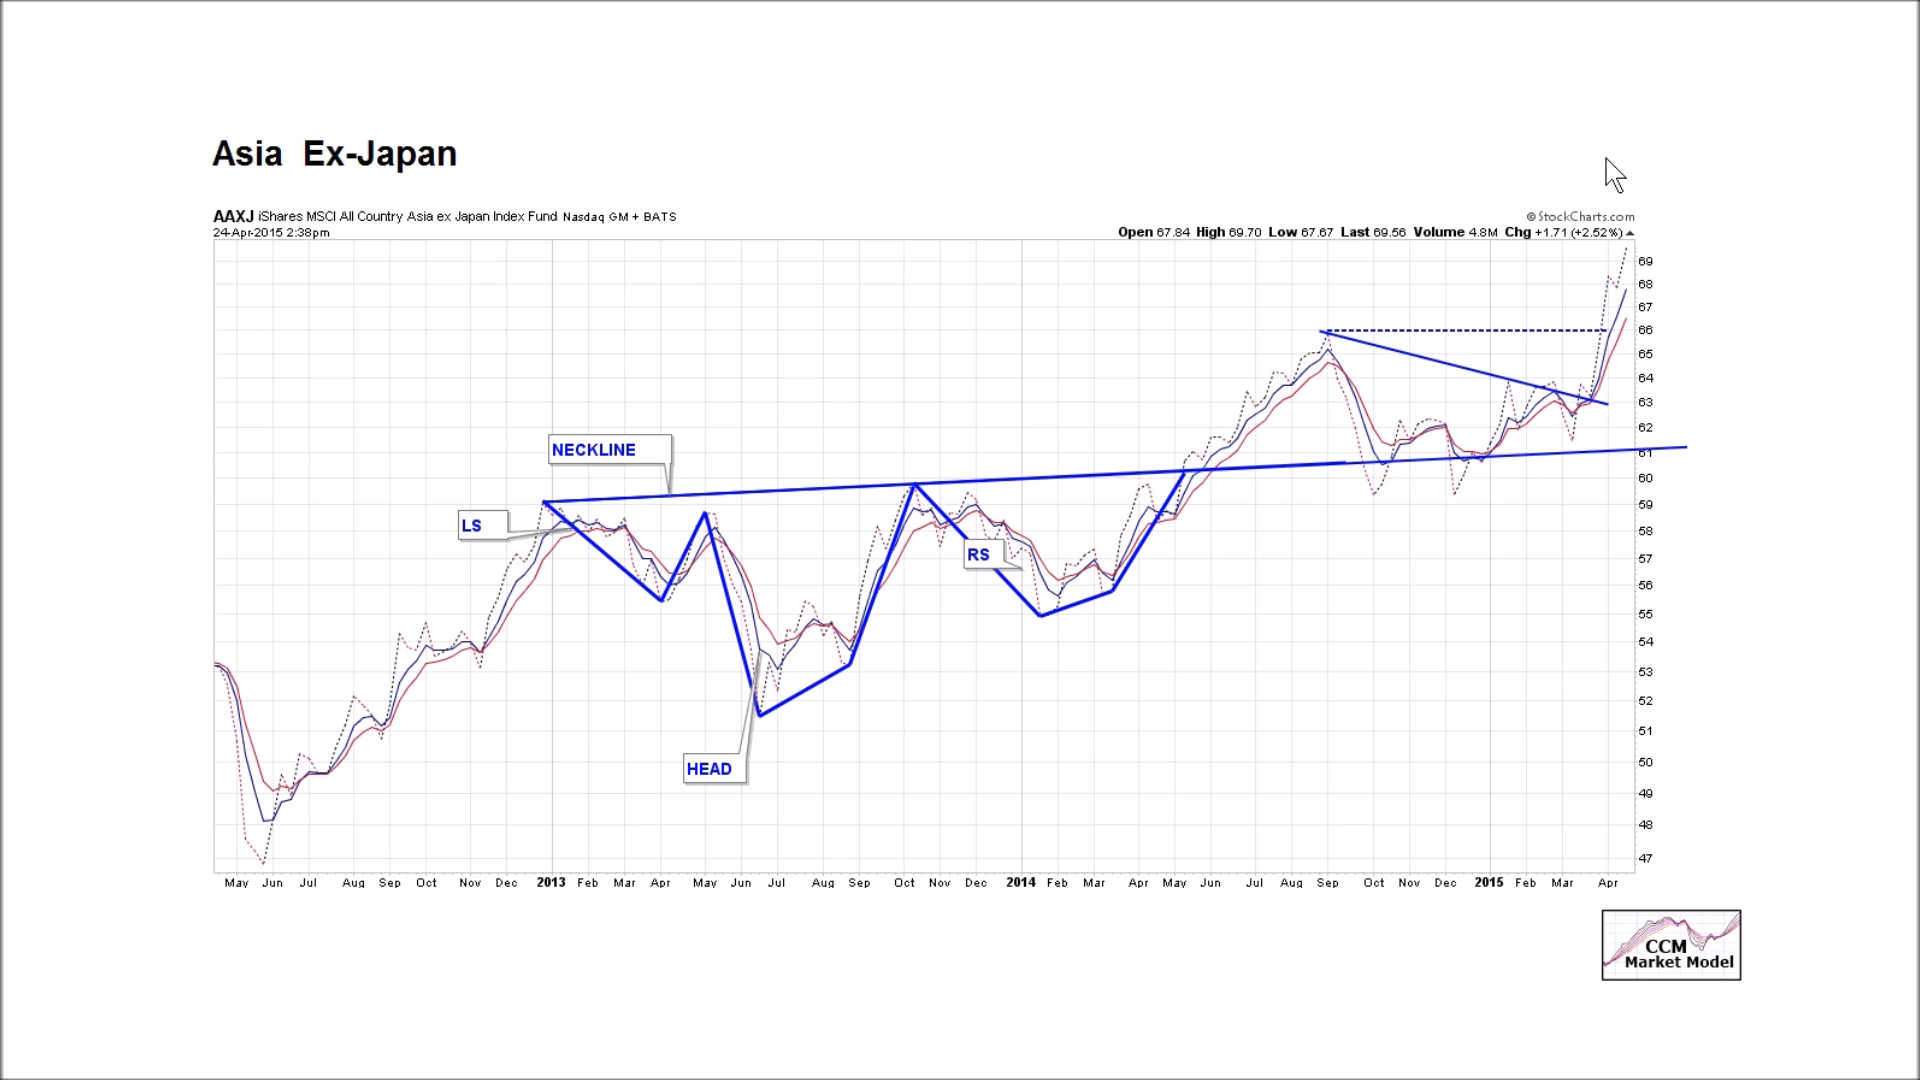 Asia Ex-Japan
AAXJ iShares MSCI All Country Asia ex Japan Index Fund Nasdaq GM + BATS
© StockCharts.com
24-Apr-2015 2:38pm
Open 67.84 High 69.70 Low 67.67 Last 69.56 Volume 4.8M Chg +1.71 (+2.52%)
69
68
67
66
65
64
63
62
61
60
59
58
57
56
55
54
53
52
51
50
49
48
47
NECKLINE
LS
RS
HEAD
May Jun Jul Aug Sep Oct Nov Dec 2013 Feb Mar Apr May Jun Jul Aug Sep Oct Nov Dec 2014 Feb Mar Apr May Jun Jul Aug Sep Oct Nov Dec 2015 Feb Mar Apr
CCM
Market Model